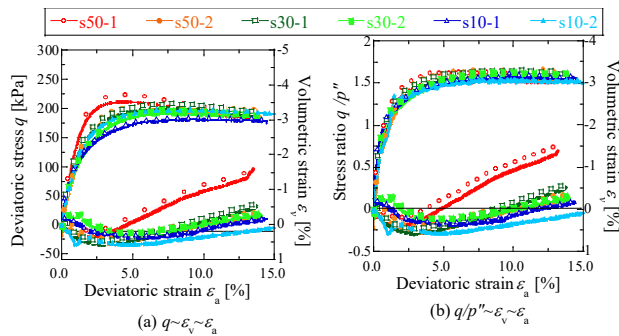 s50-1 s50-2 s30-1 s30-2 s10-1 s10-2
(a)
300
250
200
150
100
50
0
-50
Deviatoric stress q [kPa]
-5
-4
-3
-2
-1
0
1
Volumetric strain εv [%]
0.0 5.0 10.0 15.0
Deviatoric strain εa [%]
(a) q~εv~εa
(b)
2
1.5
1
0.5
0
-0.5
Stress ratio q /p"
-4
-3
-2
-1
0
1
Volumetric strain εv [%]
0.0 5.0 10.0 15.0
Deviatoric strain εa [%]
(b) q/p"~εv~εa